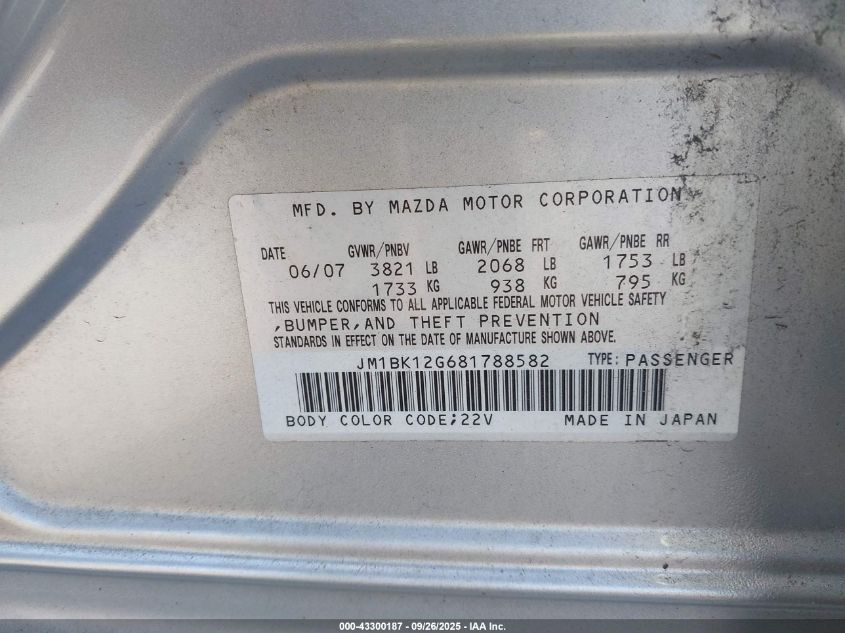 MFD. BY MAZDA MOTOR CORPORATION
DATE GVWR/PNBV GAWR/PNBE FRT GAWR/PNBE RR
06/07 3821 LB 2068 LB 1753 LB
1733 KG 938 KG 795 KG
THIS VEHICLE CONFORMS TO ALL APPLICABLE FEDERAL MOTOR VEHICLE SAFETY
,BUMPER,AND THEFT PREVENTION
STANDARDS IN EFFECT ON THE DATE OF MANUFACTURE SHOWN ABOVE.
JM1BK12G681788582 TYPE: PASSENGER
BODY COLOR CODE;22V MADE IN JAPAN
000-43300187 - 09/26/2025 - IAA Inc.